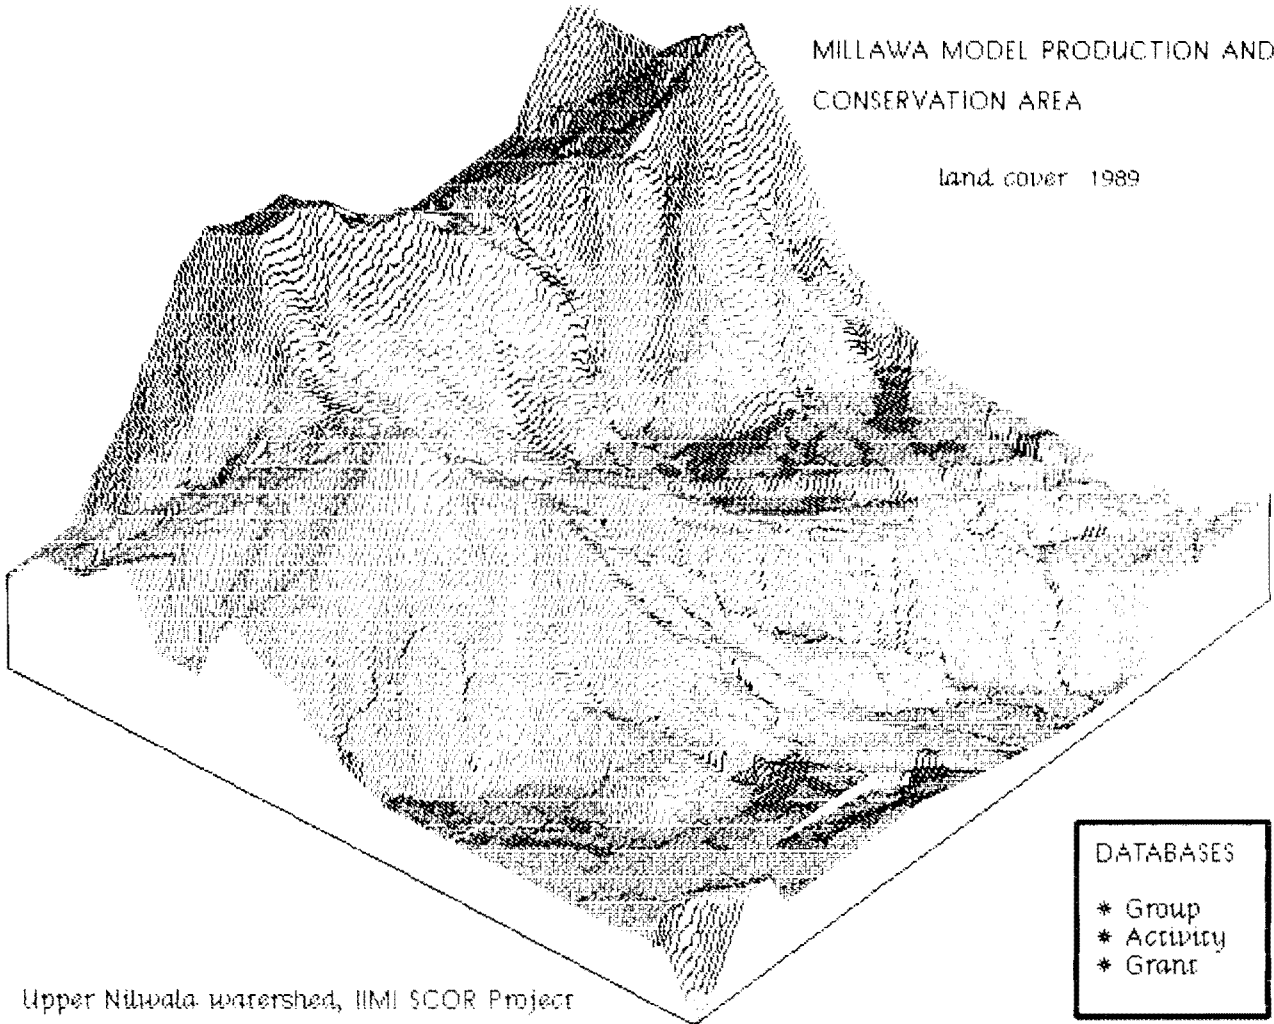 MILLAWA MODEL PRODUCTION AND
CONSERVATION AREA
land cover 1989
DATABASES
* Group
* Activity
* Grant
Upper Nilwala watershed, IIMI SCOR Project